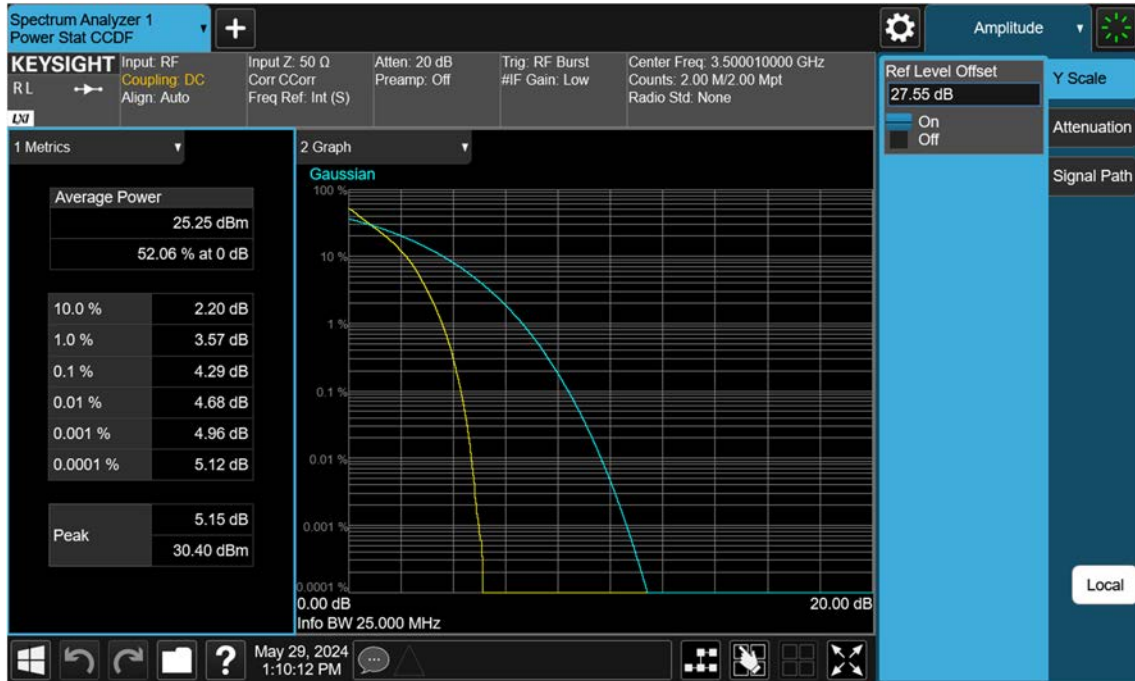 Spectrum Analyzer 1
Power Stat CCDF
Amplitude
KEYSIGHT
RL
LXI
Input: RF
Coupling: DC
Align: Auto
Input Z: 50 Ω
Corr CCorr
Freq Ref: Int (S)
Atten: 20 dB
Preamp: Off
Trig: RF Burst
#IF Gain: Low
Center Freq: 3.500010000 GHz
Counts: 2.00 M/2.00 Mpt
Radio Std: None
Ref Level Offset
27.55 dB
On
Off
Y Scale
Attenuation
Signal Path
1 Metrics
Average Power
25.25 dBm
52.06 % at 0 dB
10.0 % 2.20 dB
1.0 % 3.57 dB
0.1 % 4.29 dB
0.01 % 4.68 dB
0.001 % 4.96 dB
0.0001 % 5.12 dB
Peak
5.15 dB
30.40 dBm
2 Graph
Gaussian
100 %
10 %
1 %
0.1 %
0.01 %
0.001 %
0.0001 %
0.00 dB 20.00 dB
Info BW 25.000 MHz
Local
?
May 29, 2024
1:10:12 PM